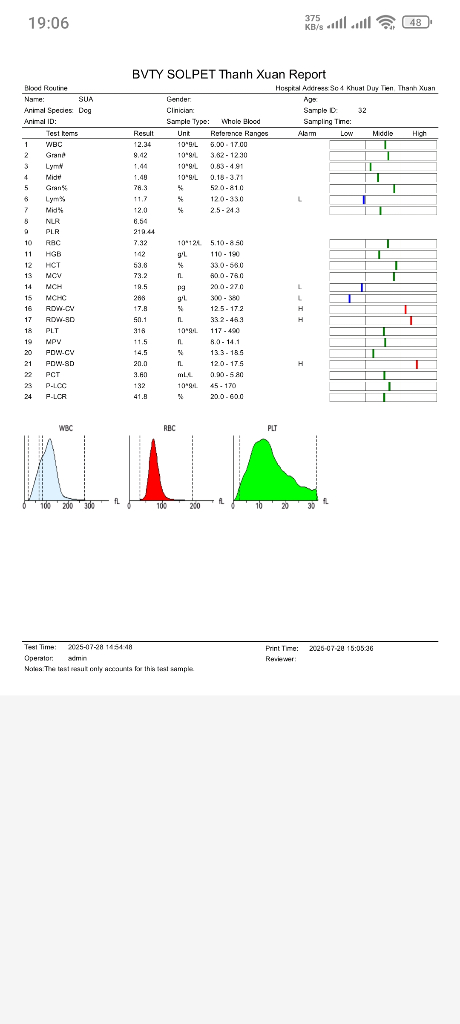 19:06 375 KB/s 48
BVTY SOLPET Thanh Xuan Report
Blood Routine Hospital Address:So 4 Khuat Duy Tien, Thanh Xuan
Name: SUA Gender: Age:
Animal Species: Dog Clinician: Sample ID: 32
Animal ID: Sample Type: Whole Blood Sampling Time:
Test Items Result Unit Reference Ranges Alarm Low Middle High
1 WBC 12.34 10^9/L 6.00 - 17.00
2 Gran# 9.42 10^9/L 3.62 - 12.30
3 Lym# 1.44 10^9/L 0.83 - 4.91
4 Mid# 1.48 10^9/L 0.18 - 3.71
5 Gran% 76.3 % 52.0 - 81.0
6 Lym% 11.7 % 12.0 - 33.0 L
7 Mid% 12.0 % 2.5 - 24.3
8 NLR 6.54
9 PLR 219.44
10 RBC 7.32 10^12/L 5.10 - 8.50
11 HGB 142 g/L 110 - 190
12 HCT 53.6 % 33.0 - 56.0
13 MCV 73.2 fL 60.0 - 76.0
14 MCH 19.5 pg 20.0 - 27.0 L
15 MCHC 266 g/L 300 - 380 L
16 RDW-CV 17.8 % 12.5 - 17.2 H
17 RDW-SD 50.1 fL 33.2 - 46.3 H
18 PLT 316 10^9/L 117 - 490
19 MPV 11.5 fL 8.0 - 14.1
20 PDW-CV 14.5 % 13.3 - 18.5
21 PDW-SD 20.0 fL 12.0 - 17.5 H
22 PCT 3.60 mL/L 0.90 - 5.80
23 P-LCC 132 10^9/L 45 - 170
24 P-LCR 41.8 % 20.0 - 60.0
WBC RBC PLT
0 100 200 300 fL 0 100 200 fL 0 10 20 30 fL
Test Time: 2025-07-28 14:54:48 Print Time: 2025-07-28 15:05:36
Operator: admin Reviewer:
Notes:The test result only accounts for this test sample.